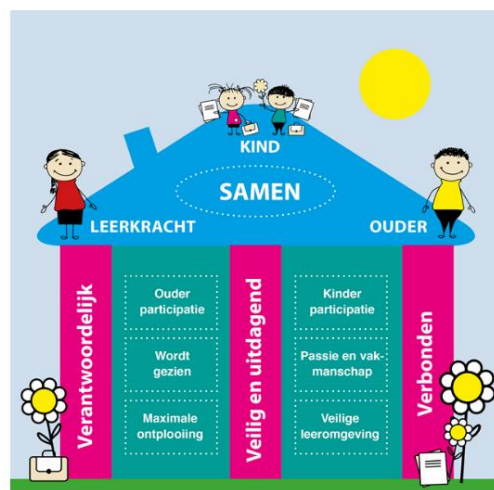 KIND
SAMEN
LEERKRACHT
OUDER
Verantwoordelijk
Ouder
participatie
Wordt
gezien
Maximale
ontplooiing
Veilig en uitdagend
Kinder
participatie
Passie en vak-
manschap
Veilige
leeromgeving
Verbonden